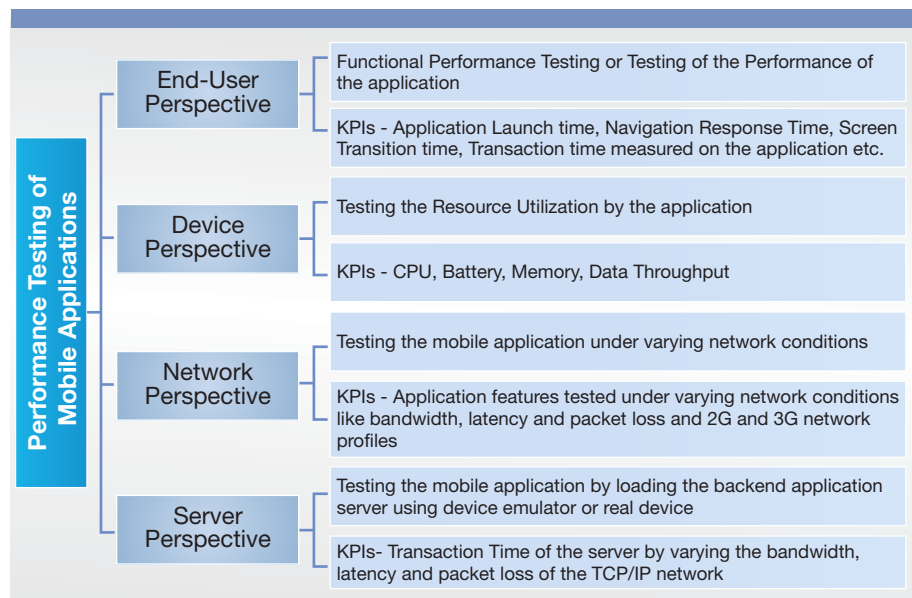 Performance Testing of
Mobile Applications
End-User
Perspective
Functional Performance Testing or Testing of the Performance of
the application
KPIs - Application Launch time, Navigation Response Time, Screen
Transition time, Transaction time measured on the application etc.
Device
Perspective
Testing the Resource Utilization by the application
KPIs - CPU, Battery, Memory, Data Throughput
Network
Perspective
Testing the mobile application under varying network conditions
KPIs - Application features tested under varying network conditions
like bandwidth, latency and packet loss and 2G and 3G network
profiles
Server
Perspective
Testing the mobile application by loading the backend application
server using device emulator or real device
KPIs- Transaction Time of the server by varying the bandwidth,
latency and packet loss of the TCP/IP network